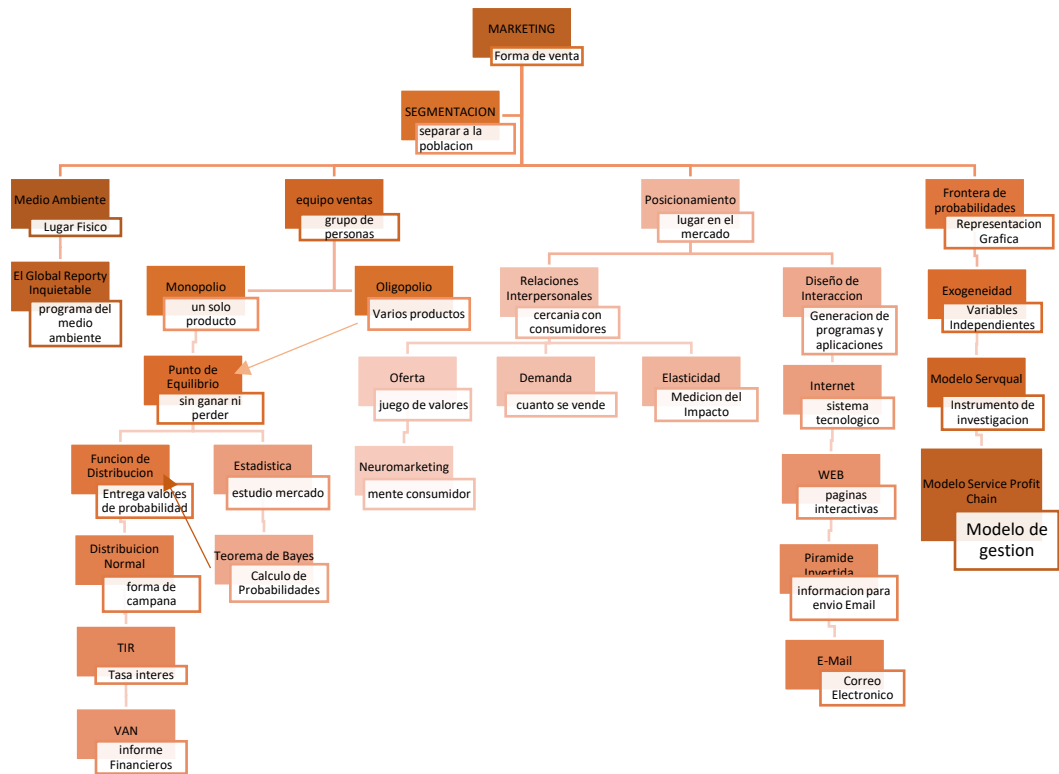 MARKETING
Forma de venta
SEGMENTACION
separar a la
poblacion
Medio Ambiente
Lugar Fisico
El Global Reporty
Inquietable
programa del
medio
ambiente
equipo ventas
grupo de
personas
Monopolio
un solo
producto
Oligopolio
Varios productos
Punto de
Equilibrio
sin ganar ni
perder
Funcion de
Distribucion
Entrega valores
de probabilidad
Distribuicion
Normal
forma de
campana
TIR
Tasa interes
VAN
informe
Financieros
Estadistica
estudio mercado
Teorema de Bayes
Calculo de
Probabilidades
Posicionamiento
lugar en el
mercado
Relaciones
Interpersonales
cercania con
consumidores
Oferta
juego de valores
Neuromarketing
mente consumidor
Demanda
cuanto se vende
Elasticidad
Medicion del
Impacto
Diseño de
Interaccion
Generacion de
programas y
aplicaciones
Internet
sistema
tecnologico
WEB
paginas
interactivas
Piramide
Invertida
informacion para
envio Email
E-Mail
Correo
Electronico
Frontera de
probabilidades
Representacion
Grafica
Exogeneidad
Variables
Independientes
Modelo Servqual
Instrumento de
investigacion
Modelo Service Profit
Chain
Modelo de
gestion